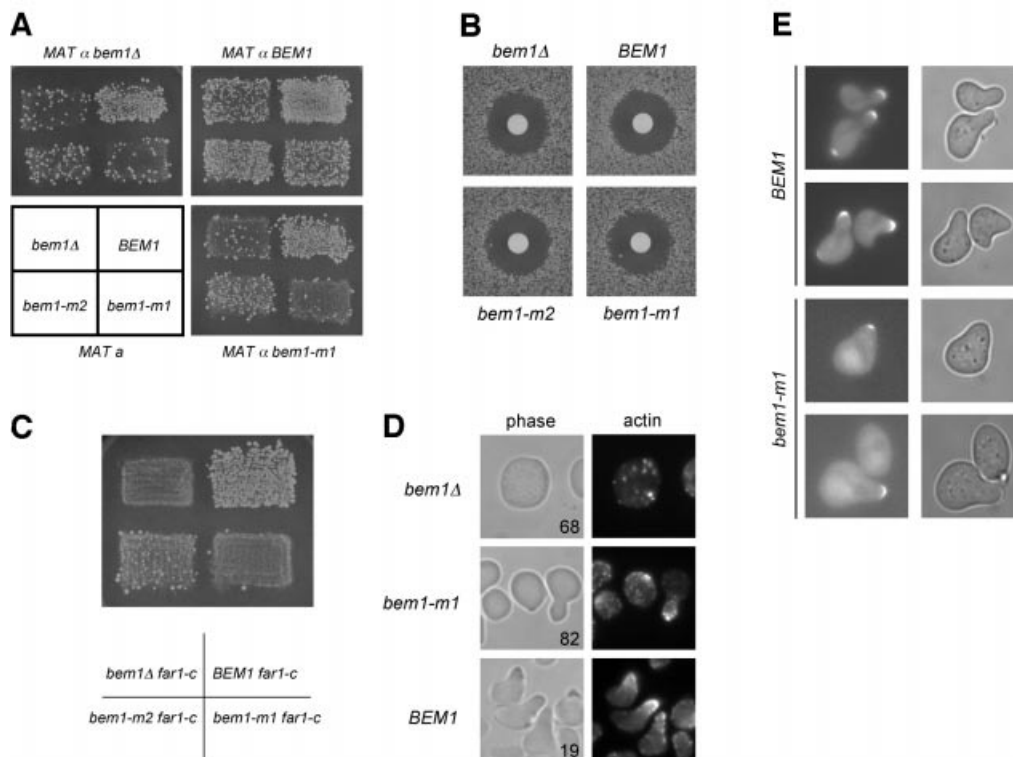 A
MAT α bem1Δ
MAT α BEM1
bem1Δ
BEM1
bem1-m2
bem1-m1
MAT a
MAT α bem1-m1
B
bem1Δ
BEM1
bem1-m2
bem1-m1
C
bem1Δ far1-c
BEM1 far1-c
bem1-m2 far1-c
bem1-m1 far1-c
D
phase
actin
bem1Δ
68
bem1-m1
82
BEM1
19
E
BEM1
bem1-m1